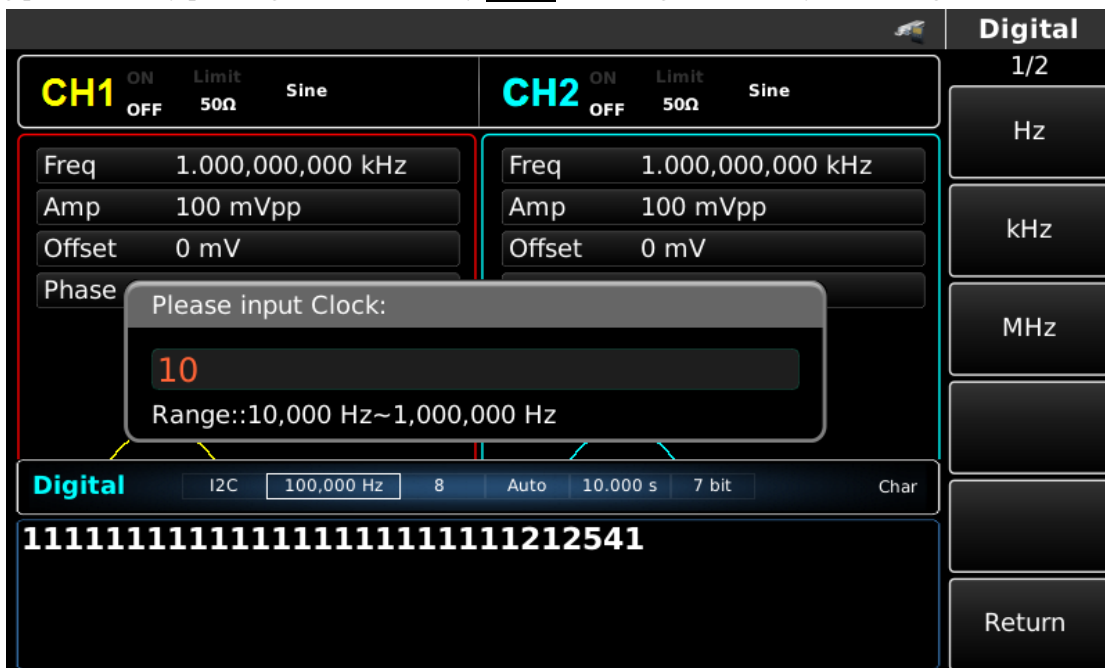 Digital
1/2
CH1 ON OFF Limit 50Ω Sine
CH2 ON OFF Limit 50Ω Sine
Hz
Freq 1.000,000,000 kHz
Freq 1.000,000,000 kHz
Amp 100 mVpp
Amp 100 mVpp
kHz
Offset 0 mV
Offset 0 mV
Phase
Please input Clock:
MHz
10
Range::10,000 Hz~1,000,000 Hz
Digital I2C 100,000 Hz 8 Auto 10.000 s 7 bit Char
11111111111111111111111212541
Return